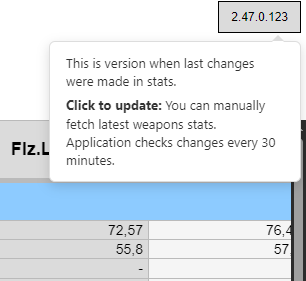 2.47.0.123
This is version when last changes
were made in stats.
Click to update: You can manually
fetch latest weapons stats.
Application checks changes every 30
minutes.
Flz.L
72,57 76,4
55,8 57,
-